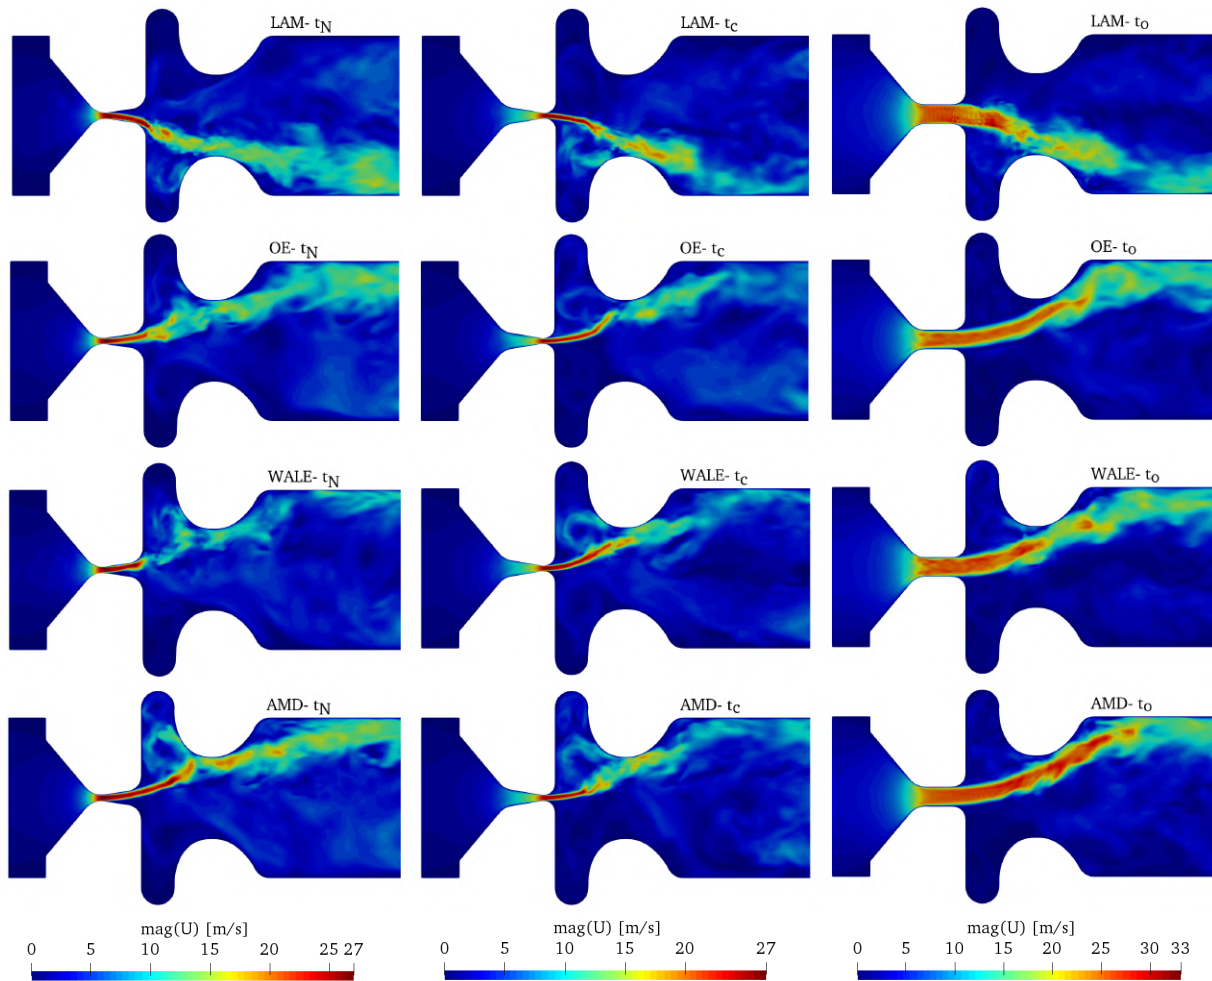 LAM- tN
LAM- tc
LAM- to
OE- tN
OE- tc
OE- to
WALE- tN
WALE- tc
WALE- to
AMD- tN
AMD- tc
AMD- to
mag(U) [m/s]
0 5 10 15 20 25 27
mag(U) [m/s]
0 5 10 15 20 27
mag(U) [m/s]
0 5 10 15 20 25 30 33